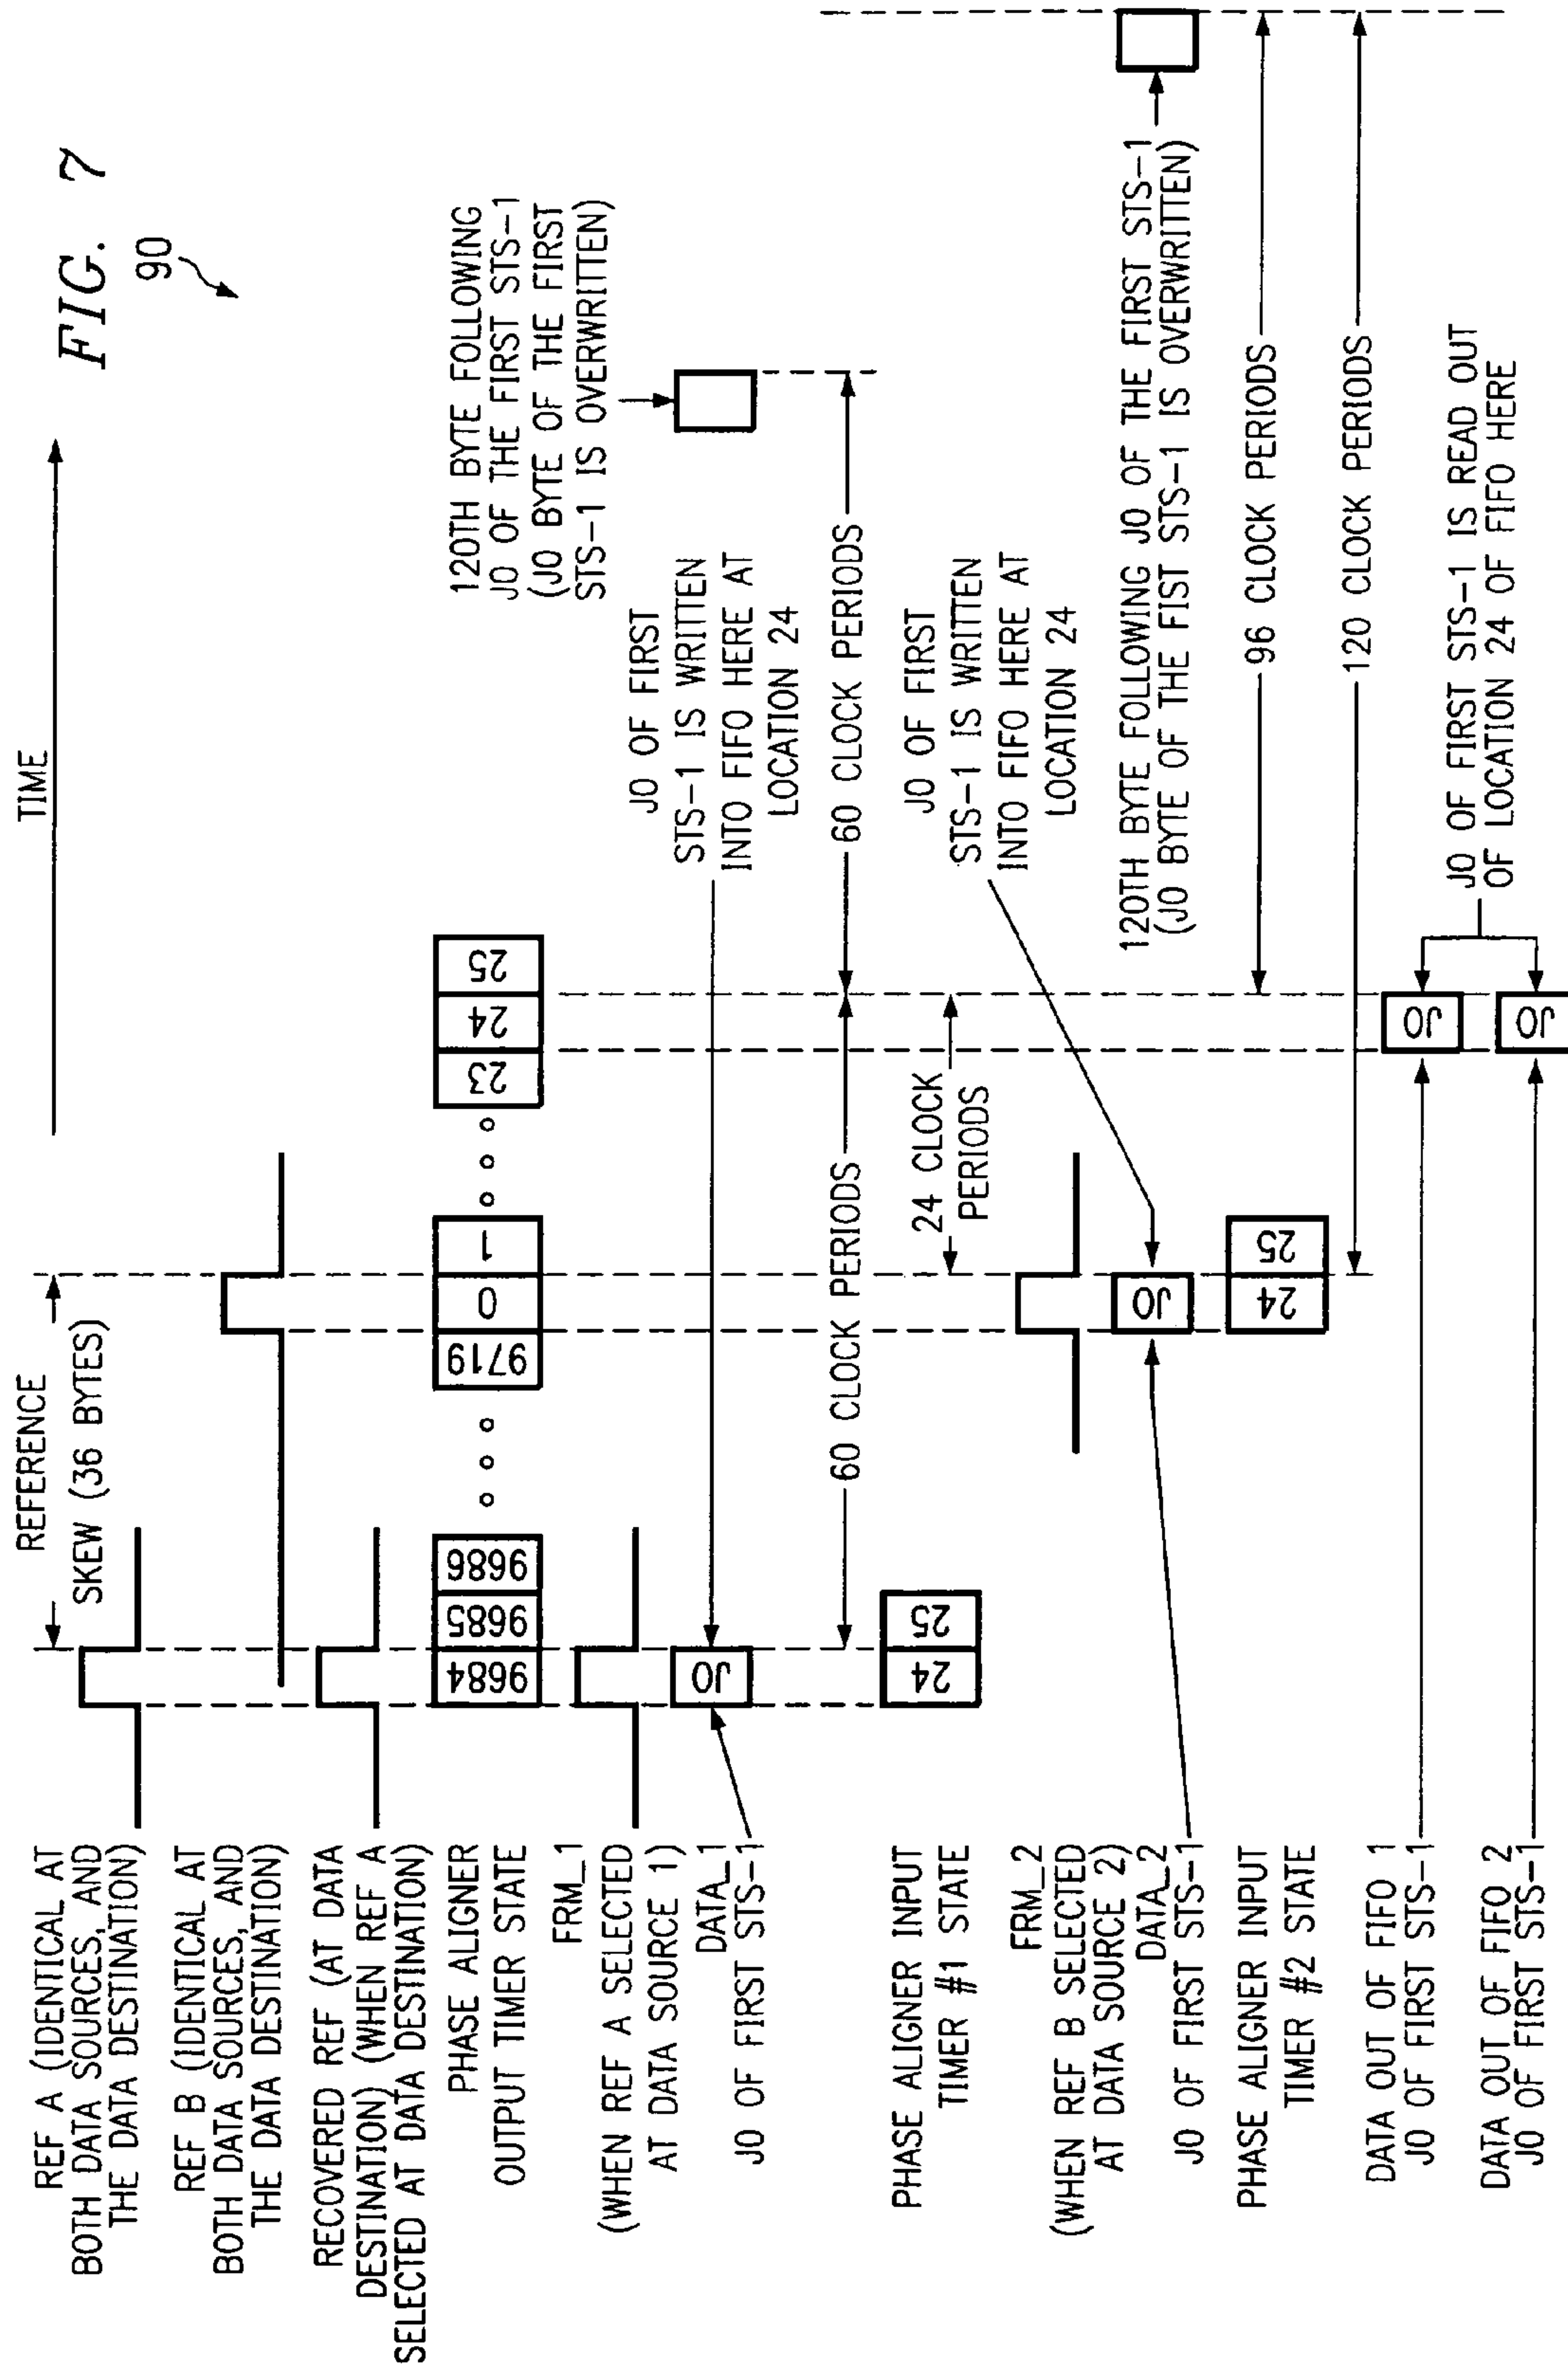 FIG. 7
90
TIME
REFERENCE
SKEW (36 BYTES)
REF A (IDENTICAL AT
BOTH DATA SOURCES, AND
THE DATA DESTINATION)
REF B (IDENTICAL AT
BOTH DATA SOURCES, AND
THE DATA DESTINATION)
RECOVERED REF (AT DATA
DESTINATION) (WHEN REF A
SELECTED AT DATA DESTINATION)
PHASE ALIGNER
OUTPUT TIMER STATE
9684
9685
9686
9719
0
1
23
24
25
120TH BYTE FOLLOWING
J0 OF THE FIRST STS-1
(J0 BYTE OF THE FIRST
STS-1 IS OVERWRITTEN)
FRM_1
(WHEN REF A SELECTED
AT DATA SOURCE 1)
DATA_1
J0 OF FIRST STS-1
J0
J0 OF FIRST
STS-1 IS WRITTEN
INTO FIFO HERE AT
LOCATION 24
60 CLOCK PERIODS
60 CLOCK PERIODS
PHASE ALIGNER INPUT
TIMER #1 STATE
24
25
24 CLOCK
PERIODS
J0 OF FIRST
STS-1 IS WRITTEN
INTO FIFO HERE AT
LOCATION 24
FRM_2
(WHEN REF B SELECTED
AT DATA SOURCE 2)
DATA_2
J0 OF FIRST STS-1
J0
120TH BYTE FOLLOWING J0 OF THE FIRST STS-1
(J0 BYTE OF THE FIST STS-1 IS OVERWRITTEN)
PHASE ALIGNER INPUT
TIMER #2 STATE
24
25
96 CLOCK PERIODS
120 CLOCK PERIODS
DATA OUT OF FIFO 1
J0 OF FIRST STS-1
J0
J0 OF FIRST STS-1 IS READ OUT
OF LOCATION 24 OF FIFO HERE
DATA OUT OF FIFO 2
J0 OF FIRST STS-1
J0